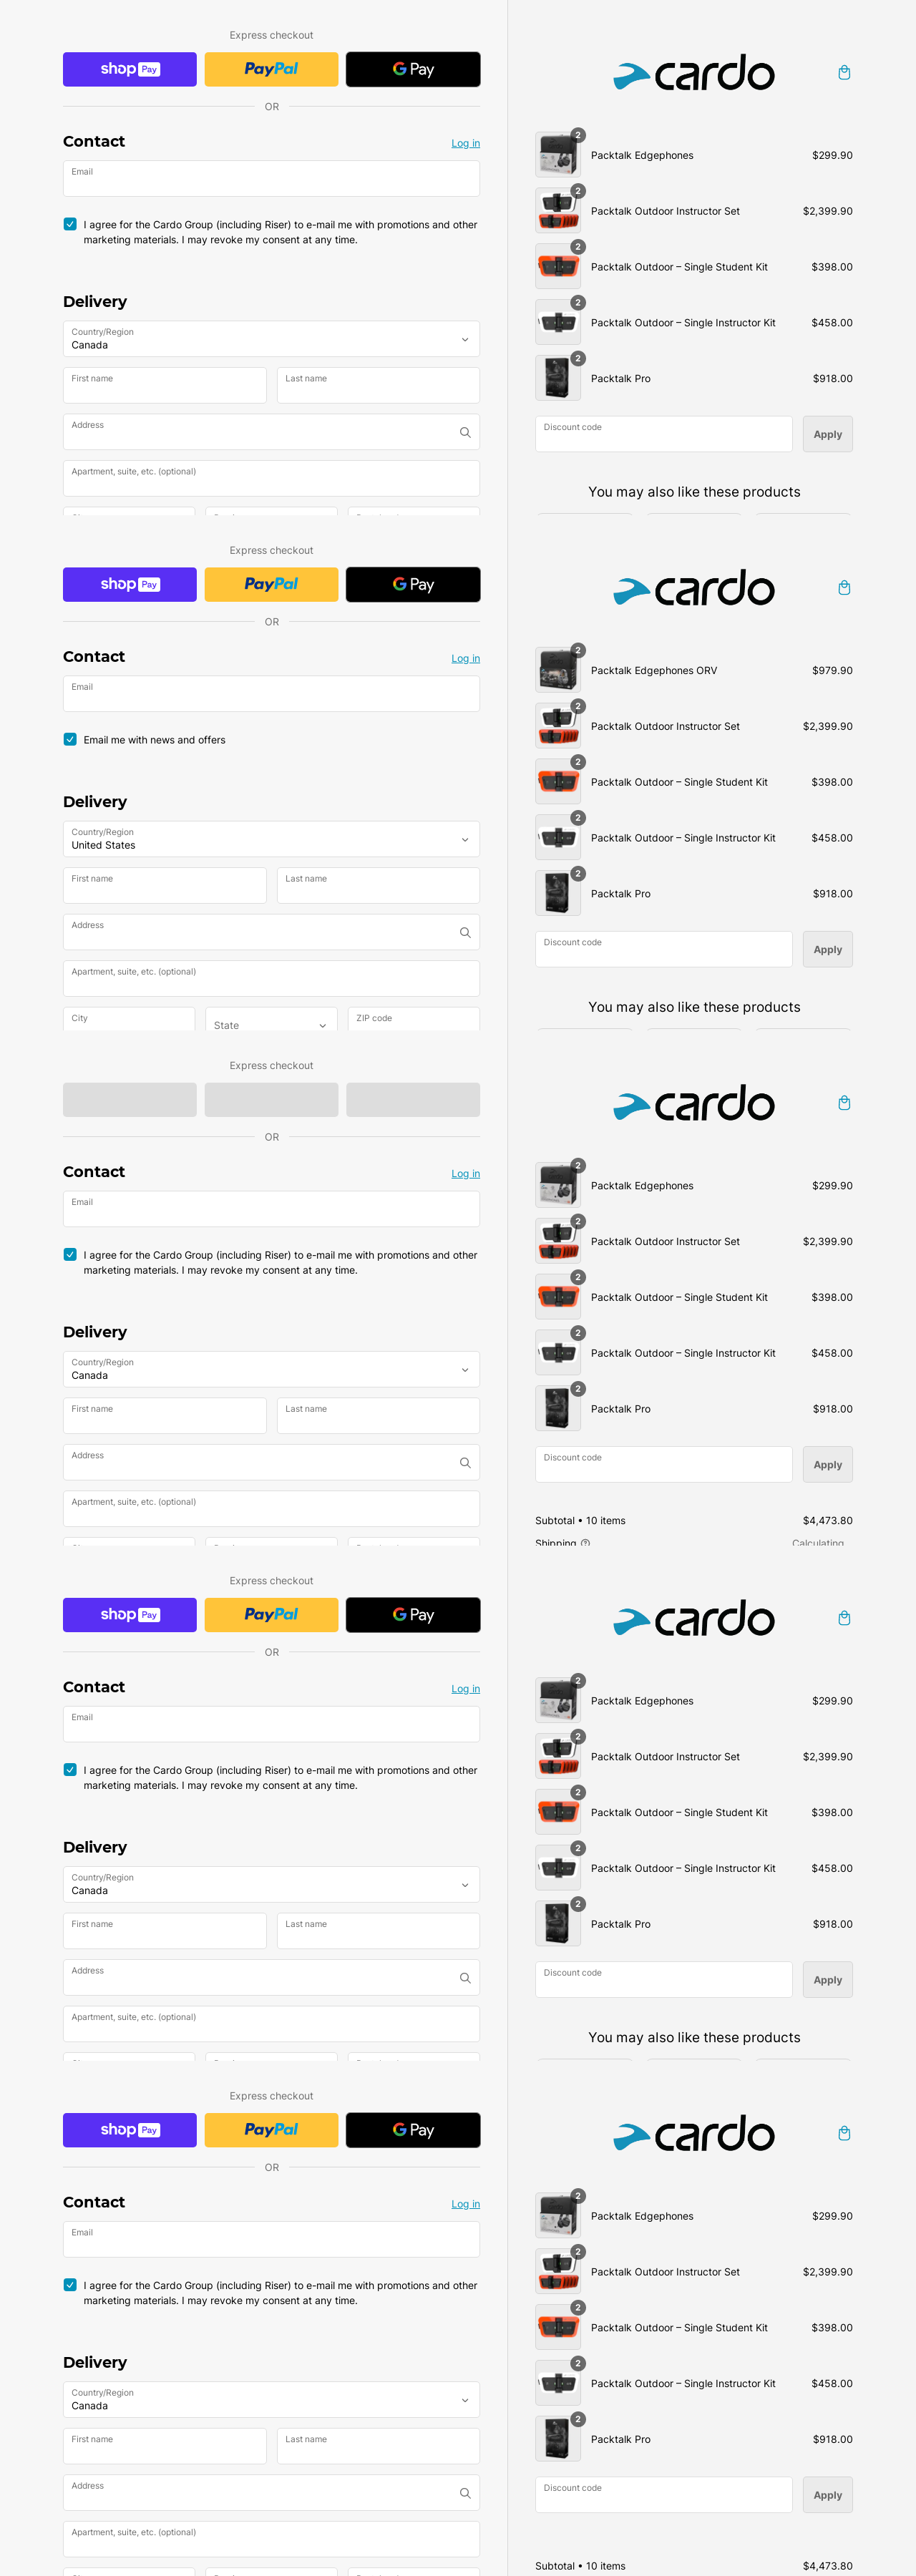 Express checkout
shop Pay
PayPal
G Pay
OR
Contact
Log in
Email
I agree for the Cardo Group (including Riser) to e-mail me with promotions and other
marketing materials. I may revoke my consent at any time.
Delivery
Country/Region
Canada
First name
Last name
Address
Apartment, suite, etc. (optional)
cardo
2
Packtalk Edgephones
$299.90
2
Packtalk Outdoor Instructor Set
$2,399.90
2
Packtalk Outdoor – Single Student Kit
$398.00
2
Packtalk Outdoor – Single Instructor Kit
$458.00
2
Packtalk Pro
$918.00
Discount code
Apply
You may also like these products
Express checkout
shop Pay
PayPal
G Pay
OR
Contact
Log in
Email
Email me with news and offers
Delivery
Country/Region
United States
First name
Last name
Address
Apartment, suite, etc. (optional)
City
State
ZIP code
cardo
2
Packtalk Edgephones ORV
$979.90
2
Packtalk Outdoor Instructor Set
$2,399.90
2
Packtalk Outdoor – Single Student Kit
$398.00
2
Packtalk Outdoor – Single Instructor Kit
$458.00
2
Packtalk Pro
$918.00
Discount code
Apply
You may also like these products
Express checkout
OR
Contact
Log in
Email
I agree for the Cardo Group (including Riser) to e-mail me with promotions and other
marketing materials. I may revoke my consent at any time.
Delivery
Country/Region
Canada
First name
Last name
Address
Apartment, suite, etc. (optional)
cardo
2
Packtalk Edgephones
$299.90
2
Packtalk Outdoor Instructor Set
$2,399.90
2
Packtalk Outdoor – Single Student Kit
$398.00
2
Packtalk Outdoor – Single Instructor Kit
$458.00
2
Packtalk Pro
$918.00
Discount code
Apply
Subtotal • 10 items
$4,473.80
Shipping
Calculating
Express checkout
shop Pay
PayPal
G Pay
OR
Contact
Log in
Email
I agree for the Cardo Group (including Riser) to e-mail me with promotions and other
marketing materials. I may revoke my consent at any time.
Delivery
Country/Region
Canada
First name
Last name
Address
Apartment, suite, etc. (optional)
cardo
2
Packtalk Edgephones
$299.90
2
Packtalk Outdoor Instructor Set
$2,399.90
2
Packtalk Outdoor – Single Student Kit
$398.00
2
Packtalk Outdoor – Single Instructor Kit
$458.00
2
Packtalk Pro
$918.00
Discount code
Apply
You may also like these products
Express checkout
shop Pay
PayPal
G Pay
OR
Contact
Log in
Email
I agree for the Cardo Group (including Riser) to e-mail me with promotions and other
marketing materials. I may revoke my consent at any time.
Delivery
Country/Region
Canada
First name
Last name
Address
Apartment, suite, etc. (optional)
cardo
2
Packtalk Edgephones
$299.90
2
Packtalk Outdoor Instructor Set
$2,399.90
2
Packtalk Outdoor – Single Student Kit
$398.00
2
Packtalk Outdoor – Single Instructor Kit
$458.00
2
Packtalk Pro
$918.00
Discount code
Apply
Subtotal • 10 items
$4,473.80